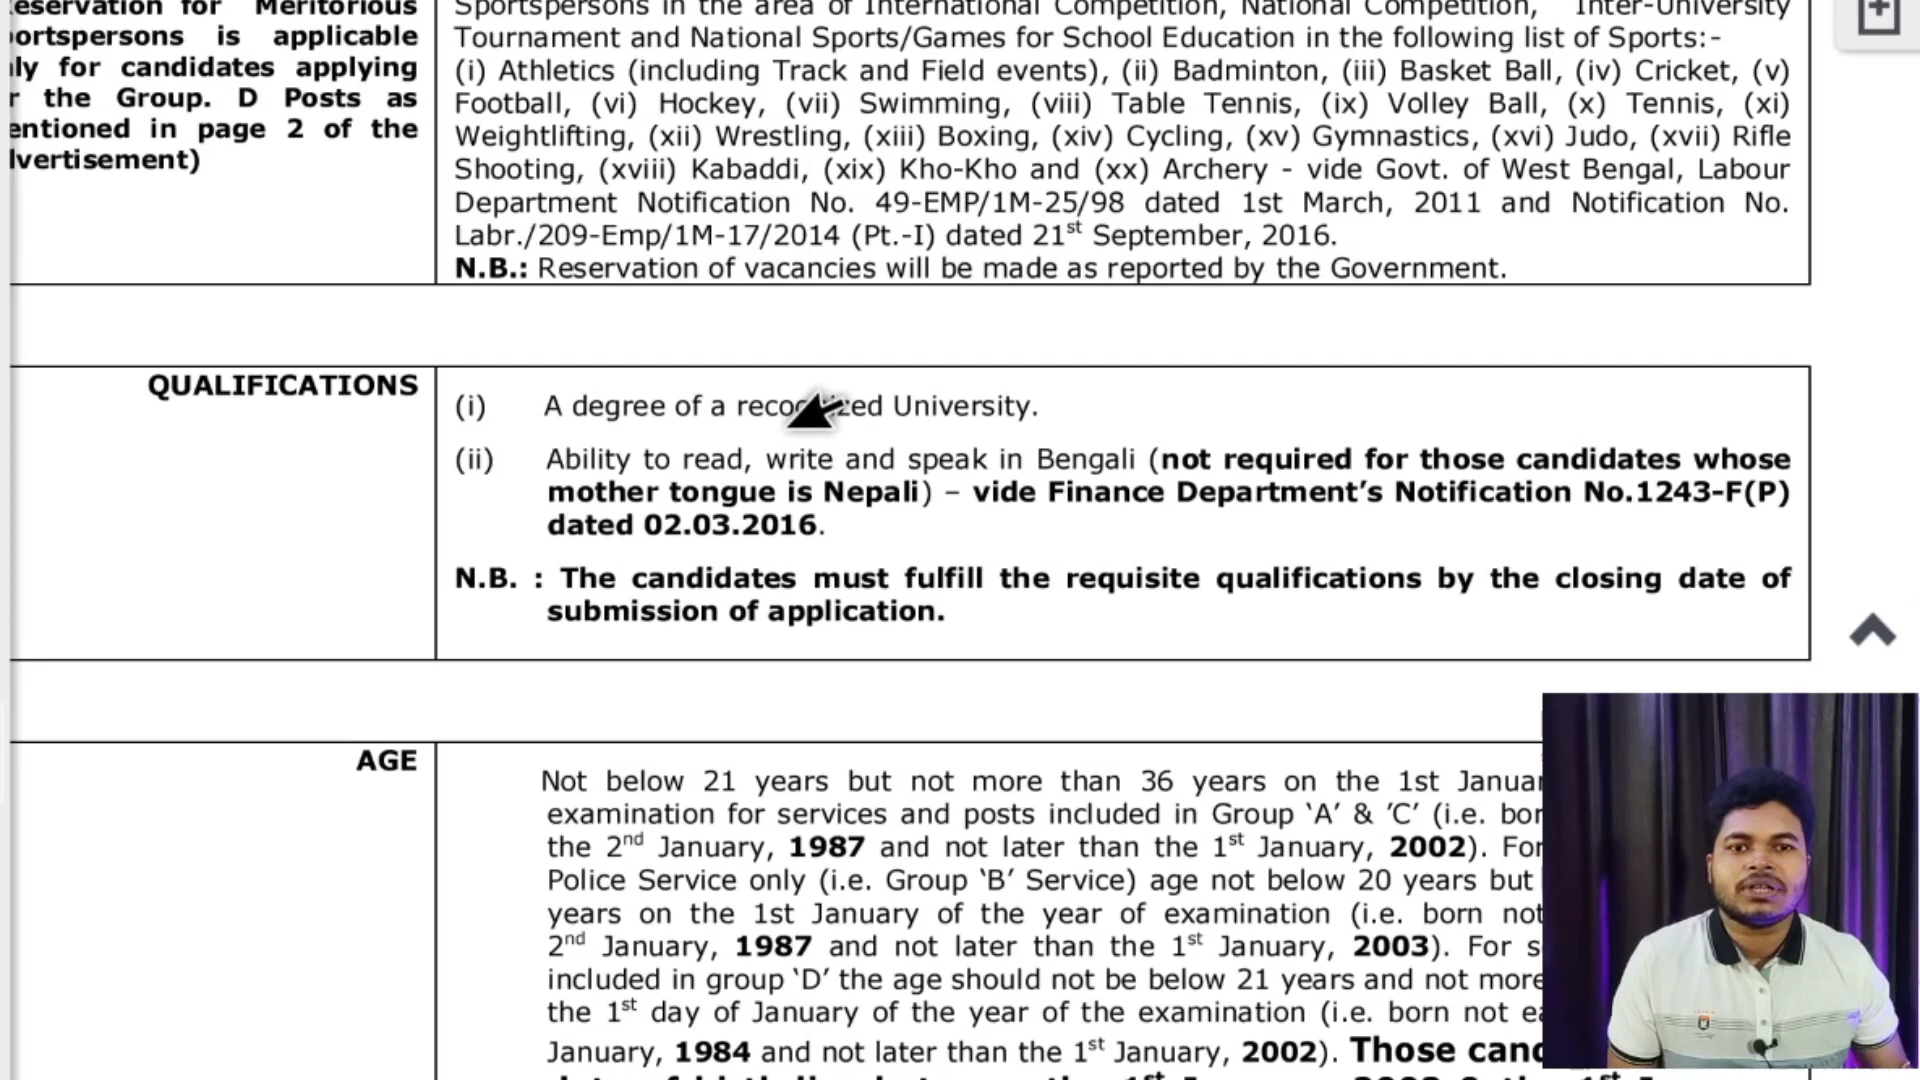 eservation for Meritorious
ortspersons is applicable
ly for candidates applying
r the Group. D Posts as
entioned in page 2 of the
lvertisement)
Sportspersons in the area of International Competition, National Competition, Inter-University
Tournament and National Sports/Games for School Education in the following list of Sports:-
(i) Athletics (including Track and Field events), (ii) Badminton, (iii) Basket Ball, (iv) Cricket, (v)
Football, (vi) Hockey, (vii) Swimming, (viii) Table Tennis, (ix) Volley Ball, (x) Tennis, (xi)
Weightlifting, (xii) Wrestling, (xiii) Boxing, (xiv) Cycling, (xv) Gymnastics, (xvi) Judo, (xvii) Rifle
Shooting, (xviii) Kabaddi, (xix) Kho-Kho and (xx) Archery - vide Govt. of West Bengal, Labour
Department Notification No. 49-EMP/1M-25/98 dated 1st March, 2011 and Notification No.
Labr./209-Emp/1M-17/2014 (Pt.-I) dated 21st September, 2016.
N.B.: Reservation of vacancies will be made as reported by the Government.
QUALIFICATIONS
(i) A degree of a recognized University.
(ii) Ability to read, write and speak in Bengali (not required for those candidates whose
mother tongue is Nepali) – vide Finance Department's Notification No.1243-F(P)
dated 02.03.2016.
N.B. : The candidates must fulfill the requisite qualifications by the closing date of
submission of application.
AGE
Not below 21 years but not more than 36 years on the 1st Januar
examination for services and posts included in Group 'A' & 'C' (i.e. bor
the 2nd January, 1987 and not later than the 1st January, 2002). For
Police Service only (i.e. Group 'B' Service) age not below 20 years but
years on the 1st January of the year of examination (i.e. born not
2nd January, 1987 and not later than the 1st January, 2003). For s
included in group 'D' the age should not be below 21 years and not more
the 1st day of January of the year of the examination (i.e. born not ea
January, 1984 and not later than the 1st January, 2002). Those cand